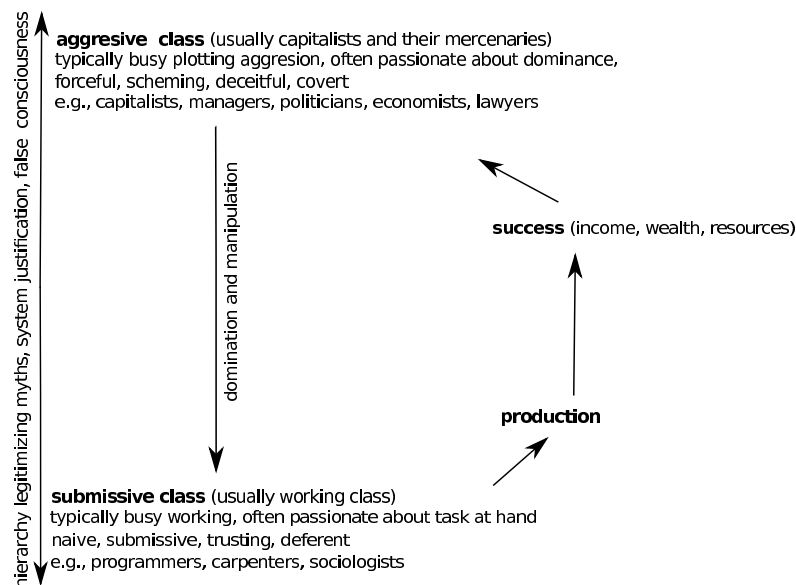 aggresive class (usually capitalists and their mercenaries)
typically busy plotting aggresion, often passionate about dominance,
forceful, scheming, deceitful, covert
e.g., capitalists, managers, politicians, economists, lawyers
hierarchy legitimizing myths, system justification, false consciousness
domination and manipulation
success (income, wealth, resources)
production
submissive class (usually working class)
typically busy working, often passionate about task at hand
naive, submissive, trusting, deferent
e.g., programmers, carpenters, sociologists